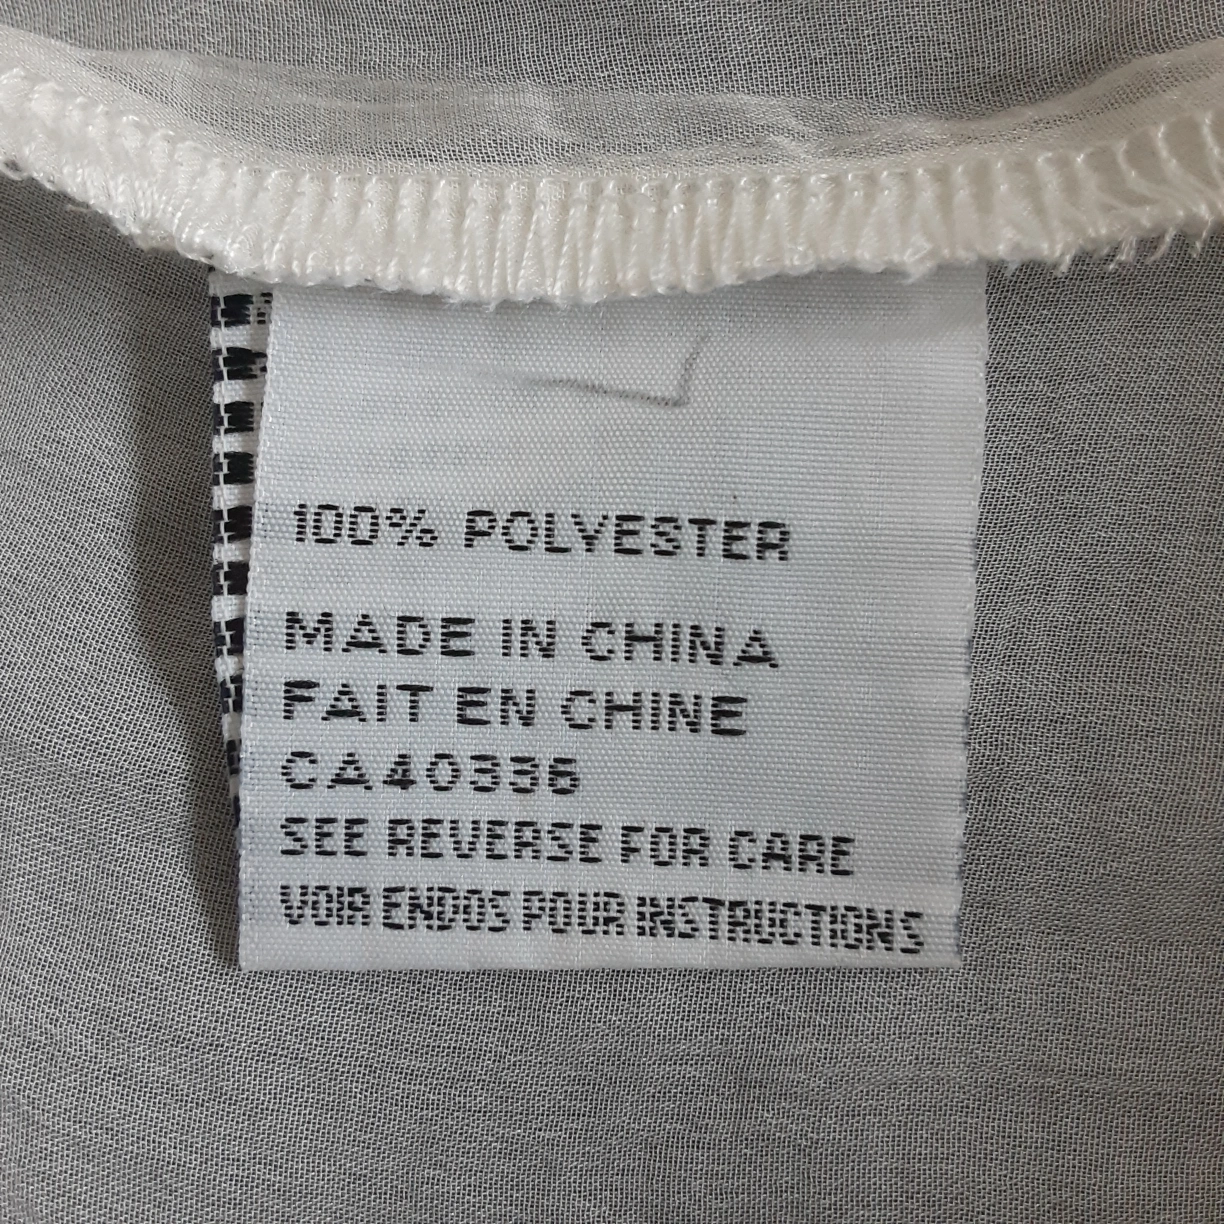 100% POLYESTER
MADE IN CHINA
FAIT EN CHINE
CA40336
SEE REVERSE FOR CARE
VOIR ENDOS POUR INSTRUCTIONS